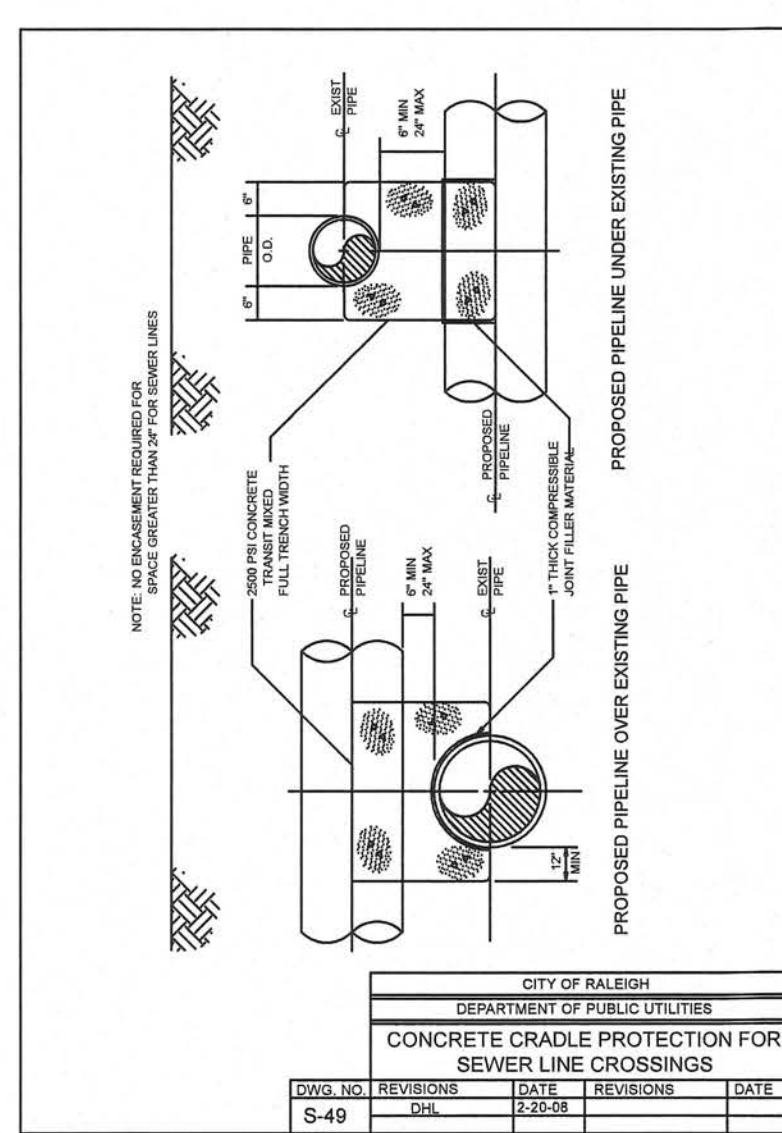 NOTE: NO ENCASEMENT REQUIRED FOR
SPACE GREATER THAN 24" FOR SEWER LINES
2500 PSI CONCRETE
TRANSIT MIXED
FULL TRENCH WIDTH
PROPOSED
PIPELINE
6" MIN
24" MAX
EXIST
PIPE
1" THICK COMPRESSIBLE
JOINT FILLER MATERIAL
12"
MIN
PROPOSED PIPELINE OVER EXISTING PIPE
6"
PIPE
O.D.
6"
EXIST
PIPE
6" MIN
24" MAX
PROPOSED
PIPELINE
PROPOSED PIPELINE UNDER EXISTING PIPE
CITY OF RALEIGH
DEPARTMENT OF PUBLIC UTILITIES
CONCRETE CRADLE PROTECTION FOR
SEWER LINE CROSSINGS
DWG. NO. REVISIONS DATE REVISIONS DATE
S-49 DHL 2-20-08